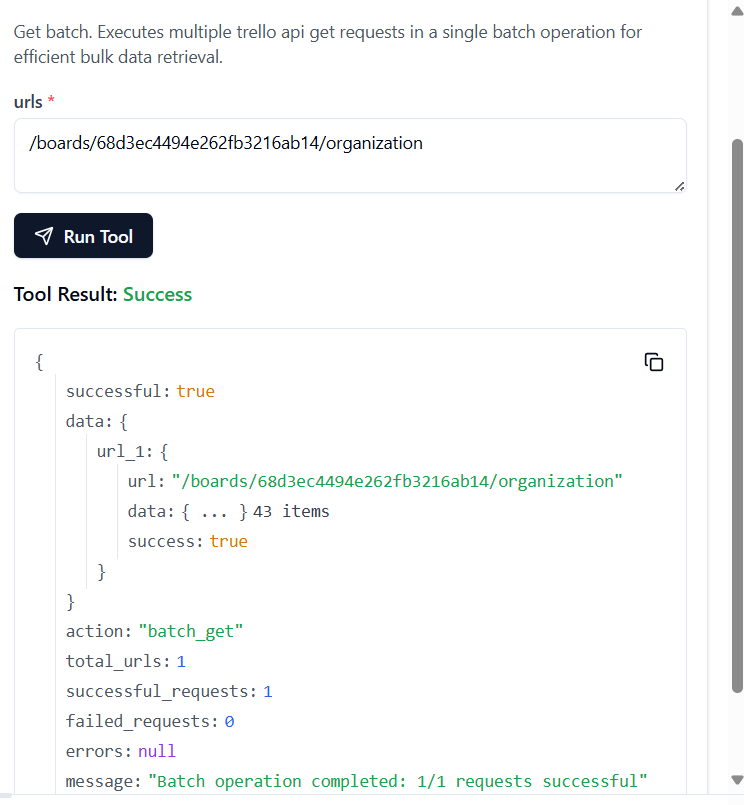 Get batch. Executes multiple trello api get requests in a single batch operation for
efficient bulk data retrieval.
urls *
/boards/68d3ec4494e262fb3216ab14/organization
Run Tool
Tool Result: Success
{
successful: true
data: {
url_1: {
url: "/boards/68d3ec4494e262fb3216ab14/organization"
data: { ... } 43 items
success: true
}
}
action: "batch_get"
total_urls: 1
successful_requests: 1
failed_requests: 0
errors: null
message: "Batch operation completed: 1/1 requests successful"